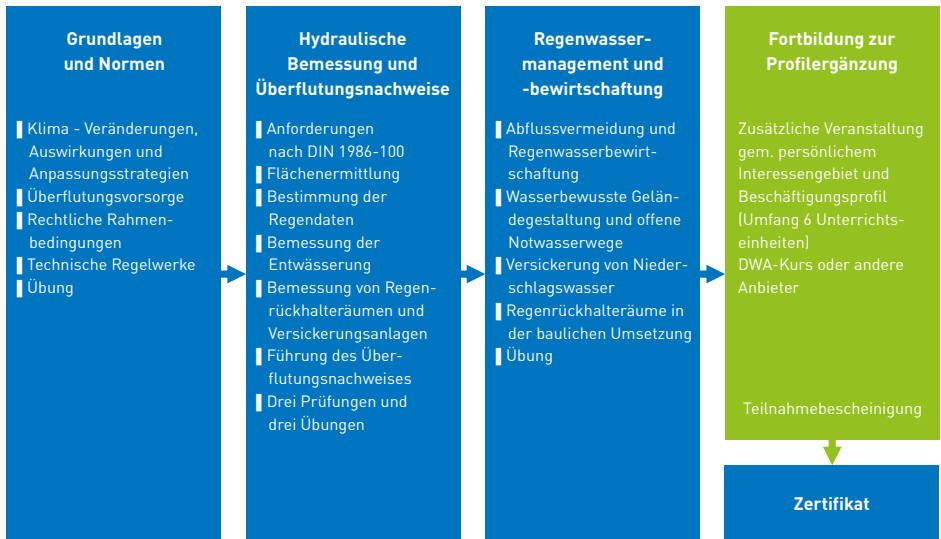 Grundlagen
und Normen
▌Klima - Veränderungen,
Auswirkungen und
Anpassungsstrategien
▌Überflutungsvorsorge
▌Rechtliche Rahmen-
bedingungen
▌Technische Regelwerke
▌Übung
Hydraulische
Bemessung und
Überflutungsnachweise
▌Anforderungen
nach DIN 1986-100
▌Flächenermittlung
▌Bestimmung der
Regendaten
▌Bemessung der
Entwässerung
▌Bemessung von Regen-
rückhalteräumen und
Versickerungsanlagen
▌Führung des Über-
flutungsnachweises
▌Drei Prüfungen und
drei Übungen
Regenwasser-
management und
-bewirtschaftung
▌Abflussvermeidung und
Regenwasserbewirt-
schaftung
▌Wasserbewusste Gelän-
degestaltung und offene
Notwasserwege
▌Versickerung von Nieder-
schlagswasser
▌Regenrückhalteräume in
der baulichen Umsetzung
▌Übung
Fortbildung zur
Profilergänzung
Zusätzliche Veranstaltung
gem. persönlichem
Interessengebiet und
Beschäftigungsprofil
(Umfang 6 Unterrichts-
einheiten)
DWA-Kurs oder andere
Anbieter
Teilnahmebescheinigung
Zertifikat